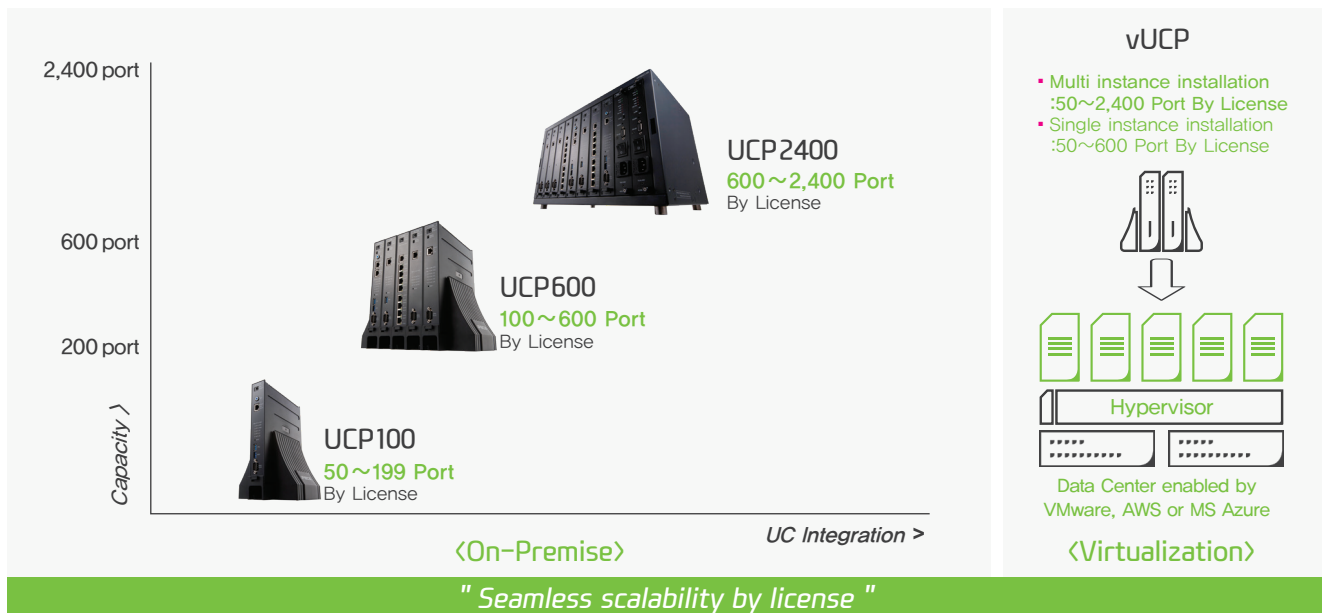 2,400 port
600 port
200 port
Capacity >
UCP2400
600～2,400 Port
By License
UCP600
100～600 Port
By License
UCP100
50～199 Port
By License
UC Integration >
<On-Premise>
vUCP
▪ Multi instance installation
:50～2,400 Port By License
▪ Single instance installation
:50～600 Port By License
Hypervisor
Data Center enabled by
VMware, AWS or MS Azure
<Virtualization>
" Seamless scalability by license "